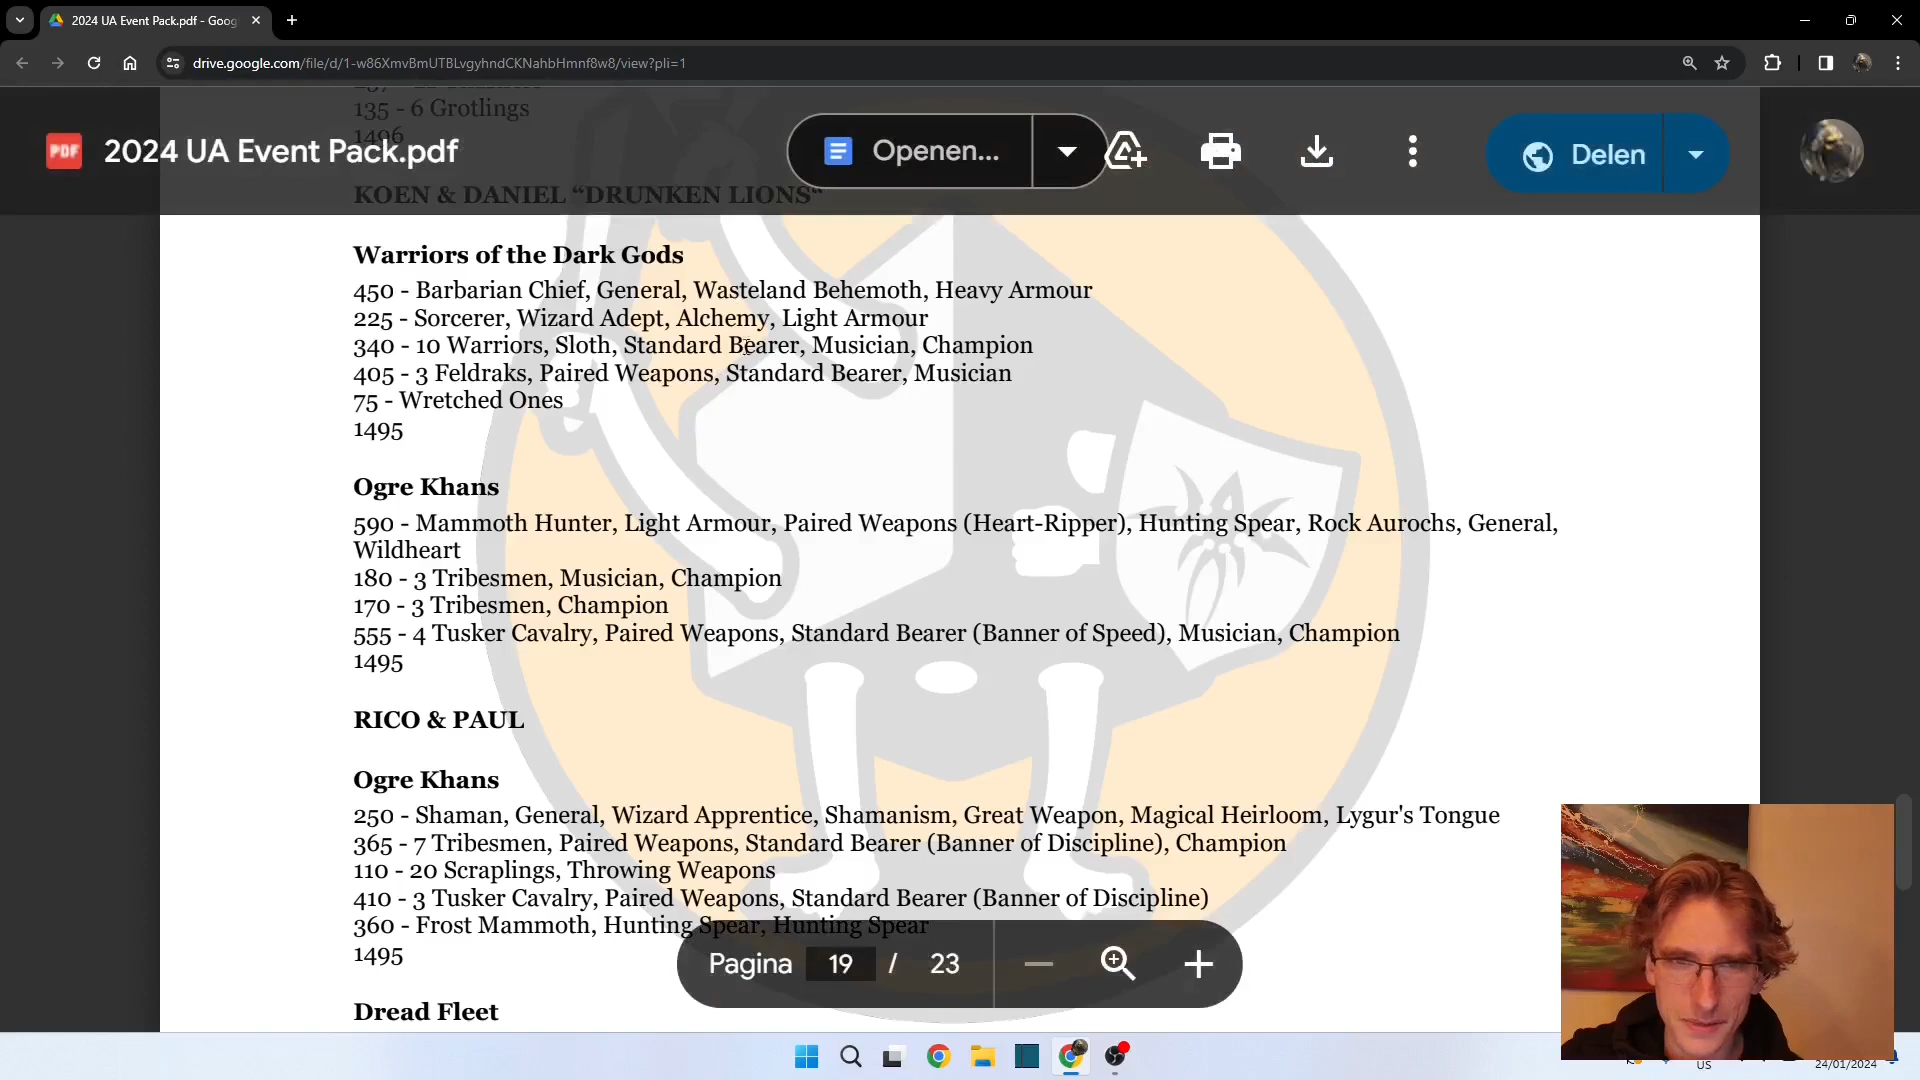 2024 UA Event Pack.pdf - Goog
drive.google.com/file/d/1-w86XmvBmUTBLvgyhndCKNahbHmnf8w8/view?pli=1
135 - 6 Grotlings
1496
PDF
2024 UA Event Pack.pdf
Openen...
Delen
KOEN & DANIEL “DRUNKEN LIONS“
Warriors of the Dark Gods
450 - Barbarian Chief, General, Wasteland Behemoth, Heavy Armour
225 - Sorcerer, Wizard Adept, Alchemy, Light Armour
340 - 10 Warriors, Sloth, Standard Bearer, Musician, Champion
405 - 3 Feldraks, Paired Weapons, Standard Bearer, Musician
75 - Wretched Ones
1495
Ogre Khans
590 - Mammoth Hunter, Light Armour, Paired Weapons (Heart-Ripper), Hunting Spear, Rock Aurochs, General,
Wildheart
180 - 3 Tribesmen, Musician, Champion
170 - 3 Tribesmen, Champion
555 - 4 Tusker Cavalry, Paired Weapons, Standard Bearer (Banner of Speed), Musician, Champion
1495
RICO & PAUL
Ogre Khans
250 - Shaman, General, Wizard Apprentice, Shamanism, Great Weapon, Magical Heirloom, Lygur's Tongue
365 - 7 Tribesmen, Paired Weapons, Standard Bearer (Banner of Discipline), Champion
110 - 20 Scraplings, Throwing Weapons
410 - 3 Tusker Cavalry, Paired Weapons, Standard Bearer (Banner of Discipline)
360 - Frost Mammoth, Hunting Spear, Hunting Spear
1495
Pagina 19 / 23
Dread Fleet
US
24/01/2024